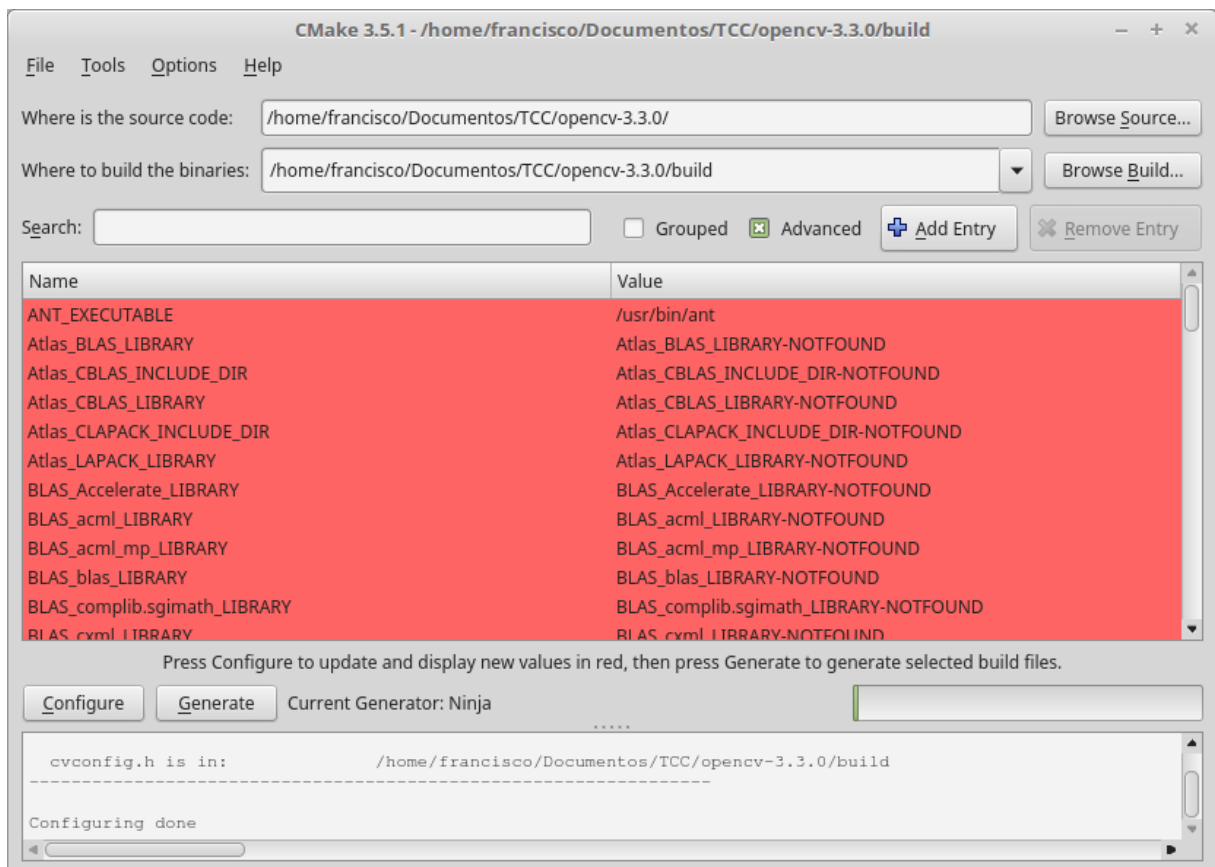 CMake 3.5.1 - /home/francisco/Documentos/TCC/opencv-3.3.0/build
File Tools Options Help
Where is the source code: /home/francisco/Documentos/TCC/opencv-3.3.0/ Browse Source...
Where to build the binaries: /home/francisco/Documentos/TCC/opencv-3.3.0/build Browse Build...
Search: Grouped Advanced Add Entry Remove Entry
Name Value
ANT_EXECUTABLE /usr/bin/ant
Atlas_BLAS_LIBRARY Atlas_BLAS_LIBRARY-NOTFOUND
Atlas_CBLAS_INCLUDE_DIR Atlas_CBLAS_INCLUDE_DIR-NOTFOUND
Atlas_CBLAS_LIBRARY Atlas_CBLAS_LIBRARY-NOTFOUND
Atlas_CLAPACK_INCLUDE_DIR Atlas_CLAPACK_INCLUDE_DIR-NOTFOUND
Atlas_LAPACK_LIBRARY Atlas_LAPACK_LIBRARY-NOTFOUND
BLAS_Accelerate_LIBRARY BLAS_Accelerate_LIBRARY-NOTFOUND
BLAS_acml_LIBRARY BLAS_acml_LIBRARY-NOTFOUND
BLAS_acml_mp_LIBRARY BLAS_acml_mp_LIBRARY-NOTFOUND
BLAS_blas_LIBRARY BLAS_blas_LIBRARY-NOTFOUND
BLAS_complib.sgimath_LIBRARY BLAS_complib.sgimath_LIBRARY-NOTFOUND
BLAS_cxml_LIBRARY BLAS_cxml_LIBRARY-NOTFOUND
Press Configure to update and display new values in red, then press Generate to generate selected build files.
Configure Generate Current Generator: Ninja
cvconfig.h is in: /home/francisco/Documentos/TCC/opencv-3.3.0/build
-----------------------------------------------------------------
Configuring done